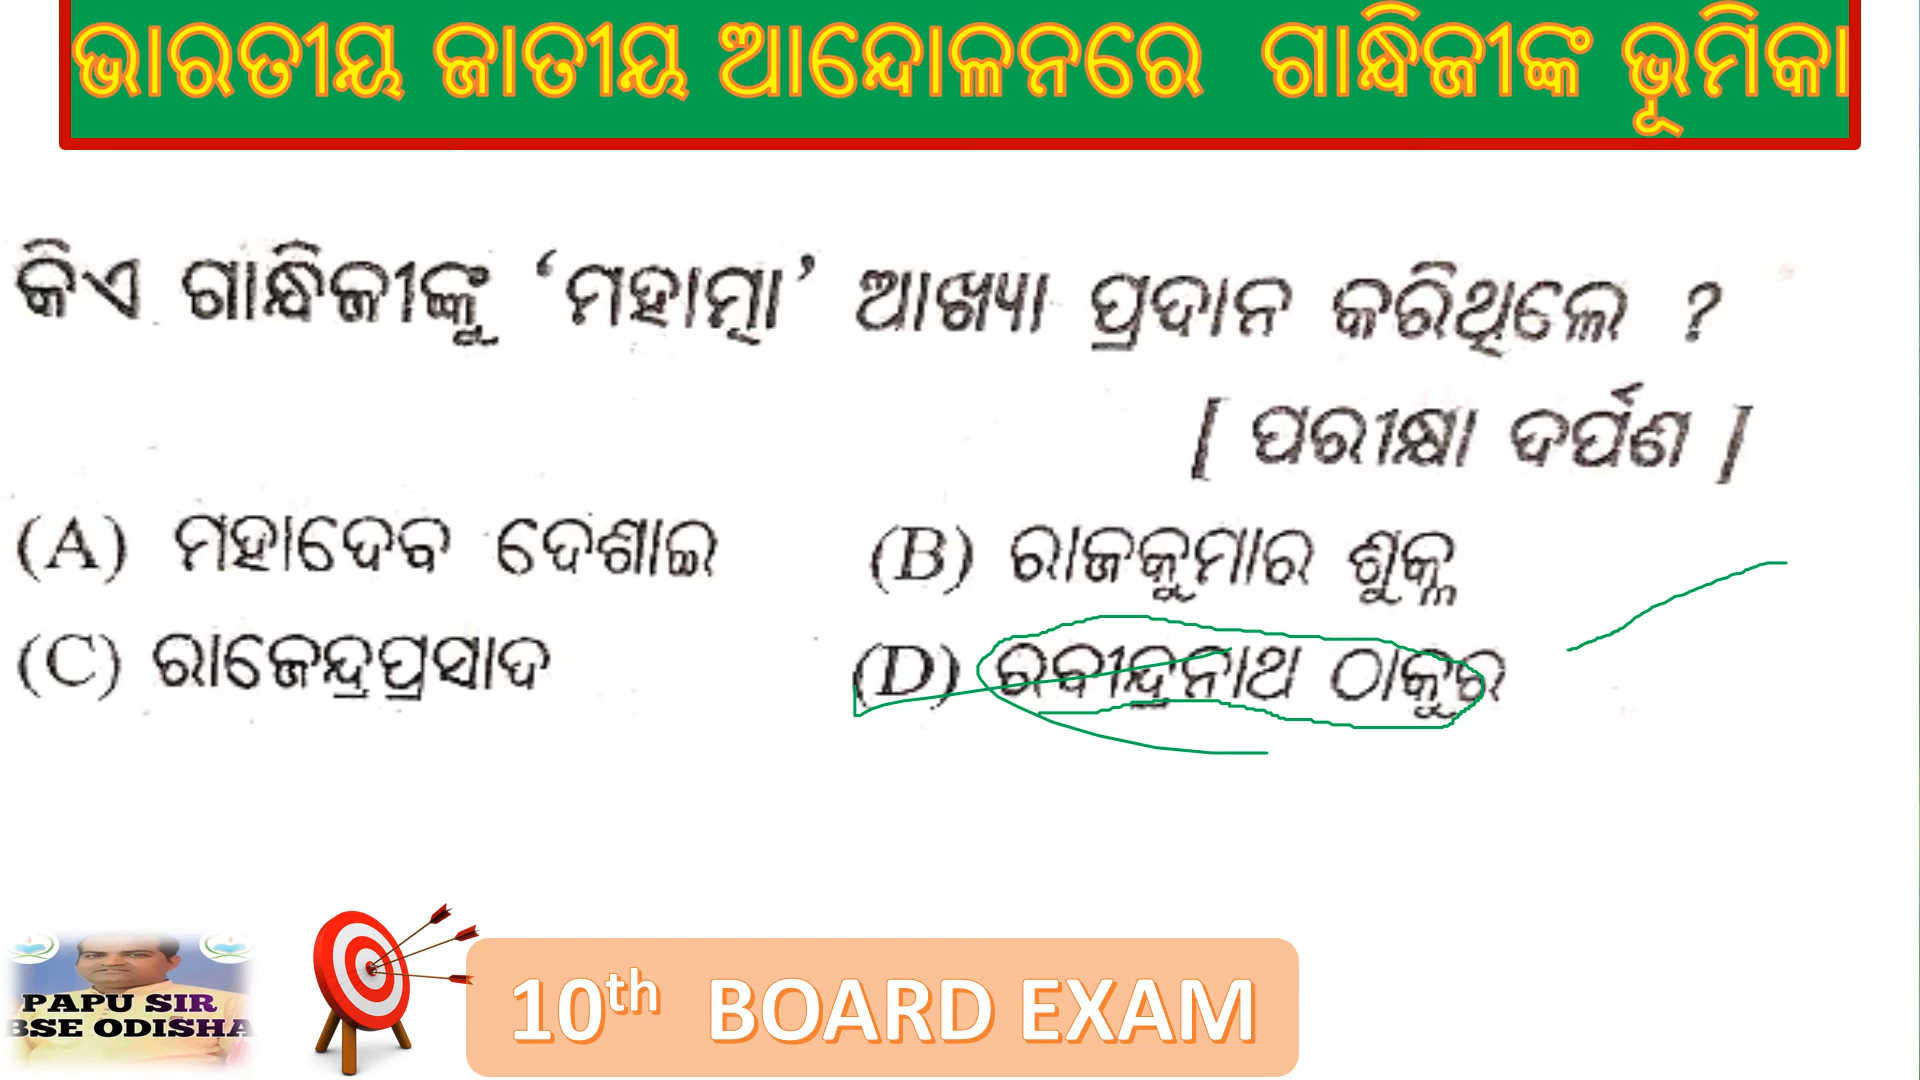 ଭାରତୀୟ ଜାତୀୟ ଆନ୍ଦୋଳନରେ ଗାନ୍ଧିଜୀଙ୍କ ଭୂମିକା
କିଏ ଗାନ୍ଧିଜୀଙ୍କୁ ‘ମହାତ୍ମା’ ଆଖ୍ୟା ପ୍ରଦାନ କରିଥିଲେ ?
[ ପରୀକ୍ଷା ଦର୍ପଣ ]
(A) ମହାଦେବ ଦେଶାଇ (B) ରାଜକୁମାର ଶୁକ୍ଳ
(C) ରାଜେନ୍ଦ୍ରପ୍ରସାଦ (D) ରବୀନ୍ଦ୍ରନାଥ ଠାକୁର
PAPU SIR
BSE ODISHA
10th BOARD EXAM